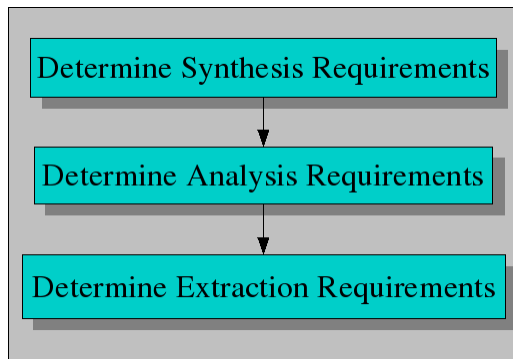 Determine Synthesis Requirements
Determine Analysis Requirements
Determine Extraction Requirements